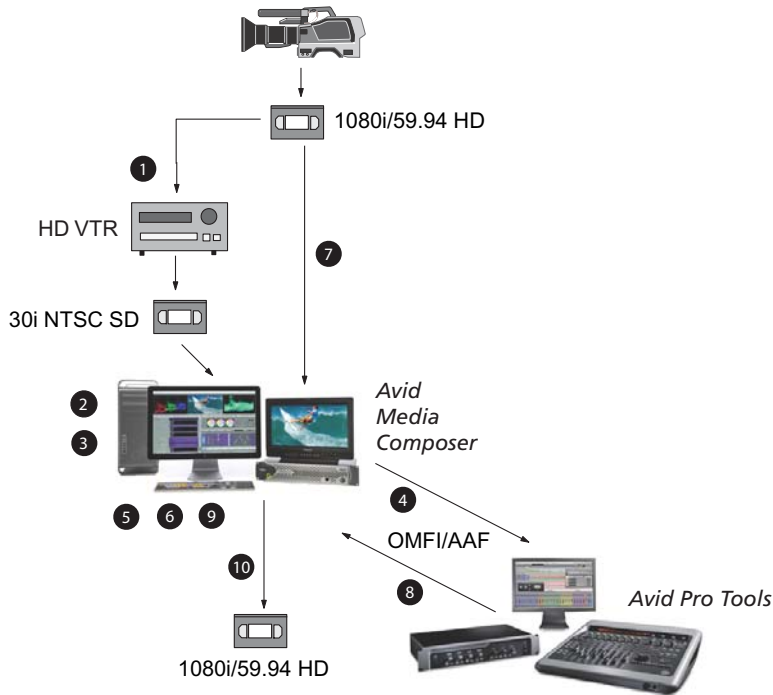 1080i/59.94 HD
1
HD VTR
7
30i NTSC SD
2
3
Avid
Media
Composer
4
5 6 9
OMFI/AAF
10
8
Avid Pro Tools
1080i/59.94 HD